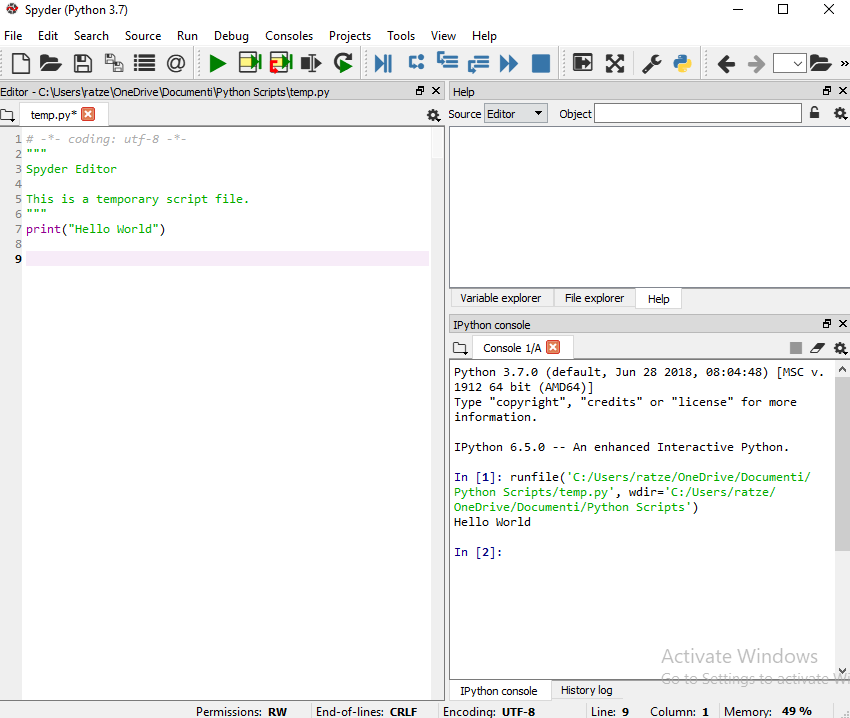 Spyder (Python 3.7)
File Edit Search Source Run Debug Consoles Projects Tools View Help
Editor - C:\Users\ratze\OneDrive\Documenti\Python Scripts\temp.py
temp.py*
1 # -*- coding: utf-8 -*-
2 """
3 Spyder Editor
4
5 This is a temporary script file.
6 """
7 print("Hello World")
8
9
Help
Source Editor Object
Variable explorer File explorer Help
IPython console
Console 1/A
Python 3.7.0 (default, Jun 28 2018, 08:04:48) [MSC v.
1912 64 bit (AMD64)]
Type "copyright", "credits" or "license" for more
information.
IPython 6.5.0 -- An enhanced Interactive Python.
In [1]: runfile('C:/Users/ratze/OneDrive/Documenti/
Python Scripts/temp.py', wdir='C:/Users/ratze/
OneDrive/Documenti/Python Scripts')
Hello World
In [2]:
Activate Windows
Go to Settings to activate Wi
IPython console History log
Permissions: RW End-of-lines: CRLF Encoding: UTF-8 Line: 9 Column: 1 Memory: 49 %